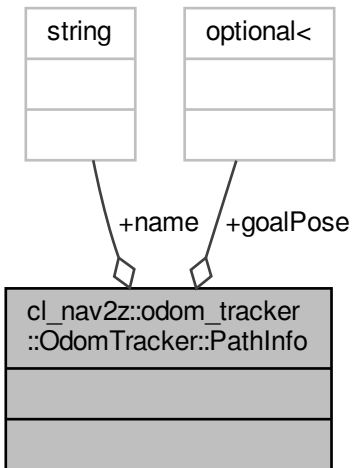 string
optional<
+name
+goalPose
cl_nav2z::odom_tracker
::OdomTracker::PathInfo